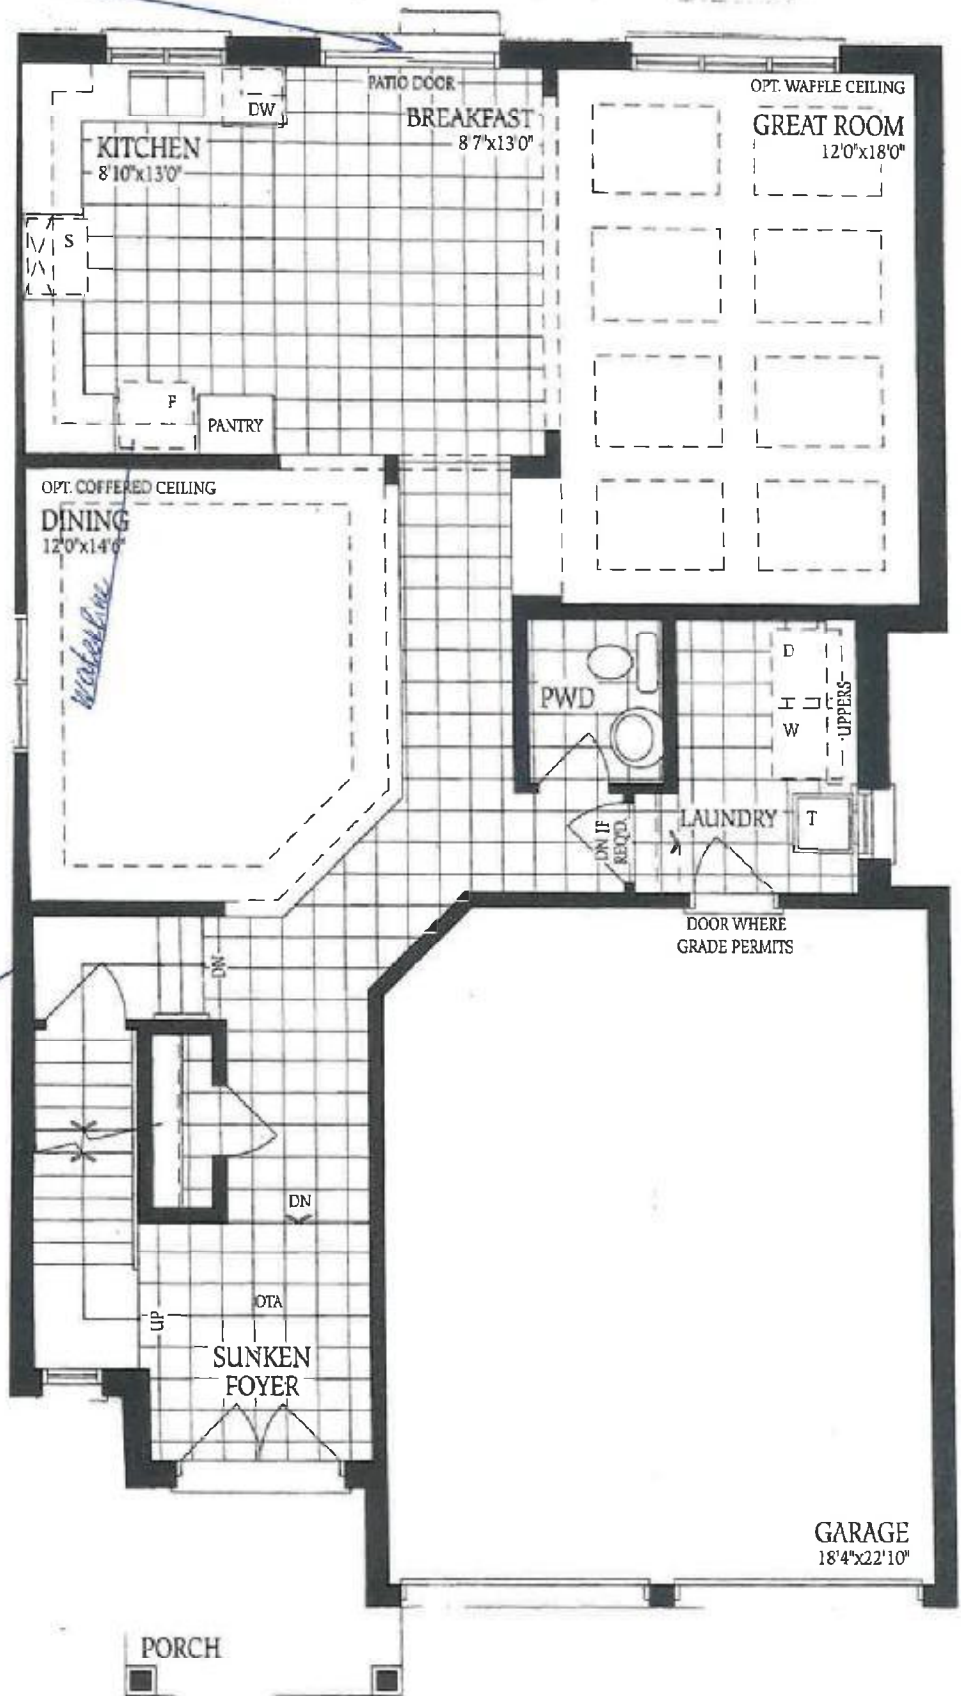 PATIO DOOR
OPT. WAFFLE CEILING
DW
BREAKFAST
8'7"x13'0"
GREAT ROOM
12'0"x18'0"
KITCHEN
8'10"x13'0"
S
F
PANTRY
OPT. COFFERED CEILING
DINING
12'0"x14'6"
waterline
PWD
D
W
UPPERS
LAUNDRY
T
DN IF
REQ'D.
DOOR WHERE
GRADE PERMITS
DN
DN
OTA
UP
SUNKEN
FOYER
GARAGE
18'4"x22'10"
PORCH